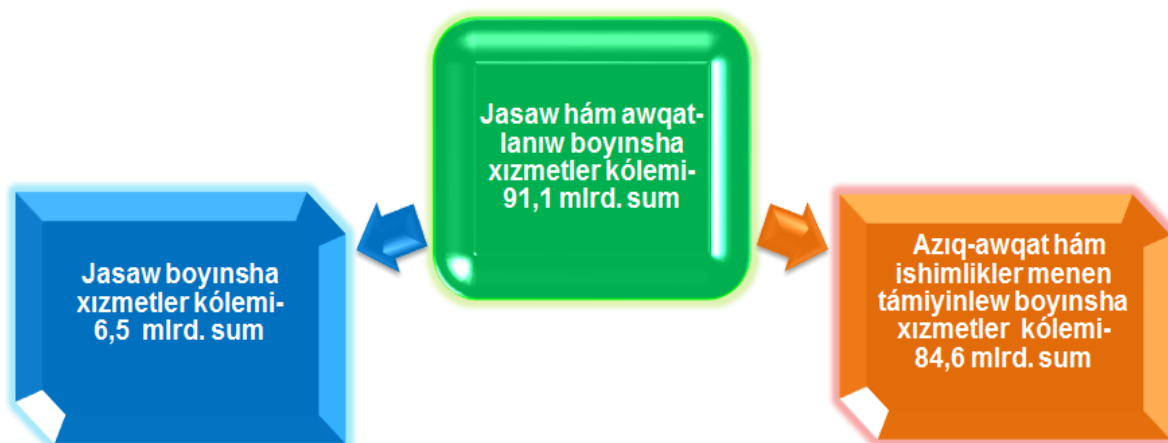 Jasaw hám awqat-
lanıw boyınsha
xızmetler kólemi-
91,1 mlrd. sum
Jasaw boyınsha
xızmetler kólemi-
6,5 mlrd. sum
Azıq-awqat hám
ishimlikler menen
támiyinlew boyınsha
xızmetler kólemi-
84,6 mlrd. sum